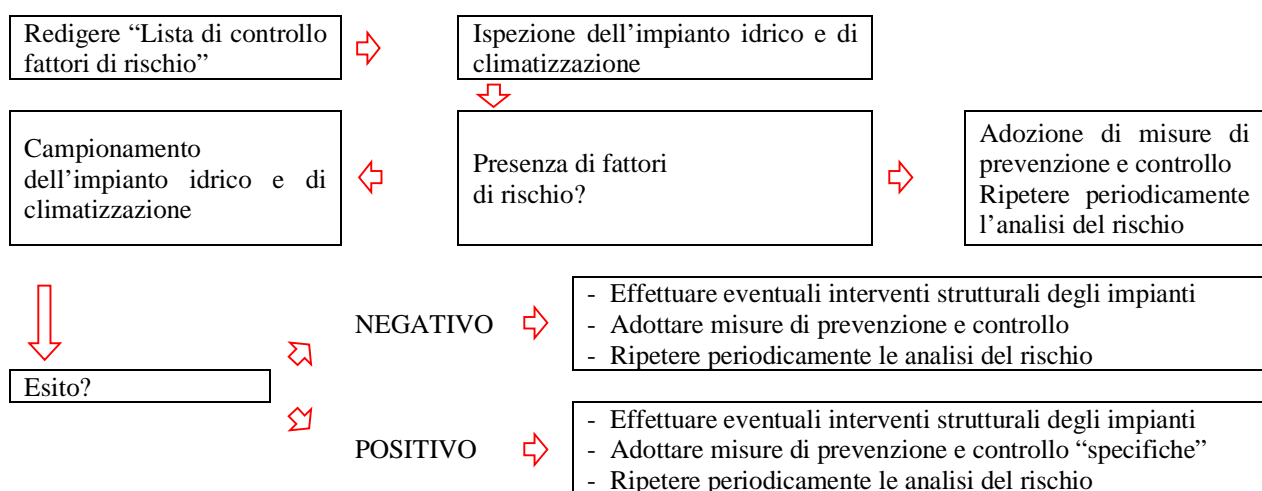 Redigere “Lista di controllo
fattori di rischio”
Ispezione dell’impianto idrico e di
climatizzazione
Campionamento
dell’impianto idrico e di
climatizzazione
Presenza di fattori
di rischio?
Adozione di misure di
prevenzione e controllo
Ripetere periodicamente
l’analisi del rischio
Esito?
NEGATIVO
- Effettuare eventuali interventi strutturali degli impianti
- Adottare misure di prevenzione e controllo
- Ripetere periodicamente le analisi del rischio
POSITIVO
- Effettuare eventuali interventi strutturali degli impianti
- Adottare misure di prevenzione e controllo “specifiche”
- Ripetere periodicamente le analisi del rischio